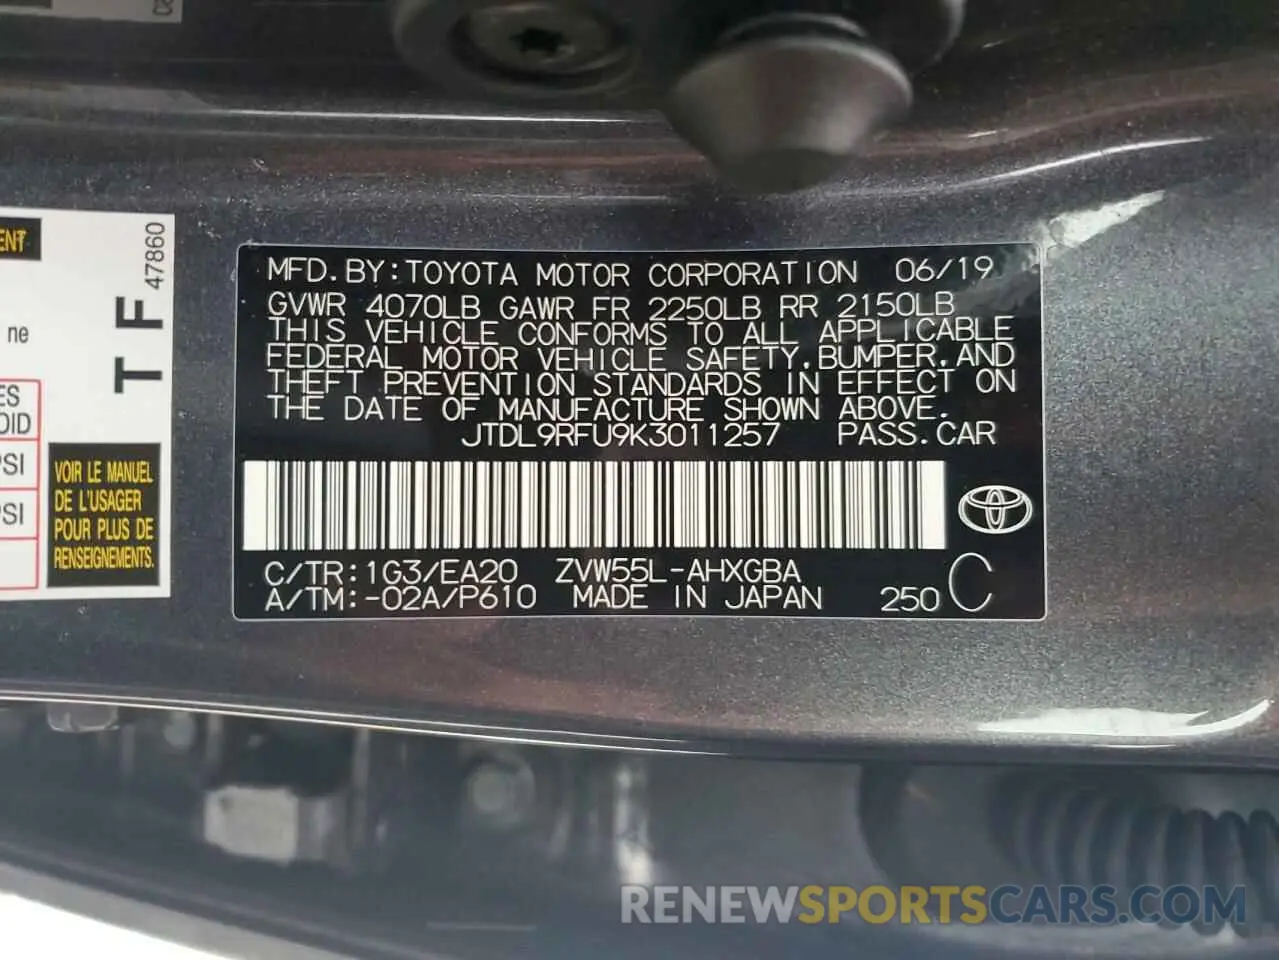 ENT
ne
ES
OID
PSI
PSI
T F
47860
VOIR LE MANUEL
DE L'USAGER
POUR PLUS DE
RENSEIGNEMENTS.
MFD.BY:TOYOTA MOTOR CORPORATION 06/19
GVWR 4070LB GAWR FR 2250LB RR 2150LB
THIS VEHICLE CONFORMS TO ALL APPLICABLE
FEDERAL MOTOR VEHICLE SAFETY,BUMPER,AND
THEFT PREVENTION STANDARDS IN EFFECT ON
THE DATE OF MANUFACTURE SHOWN ABOVE.
JTDL9RFU9K3011257 PASS.CAR
C/TR:1G3/EA20 ZVW55L-AHXGBA
A/TM:-02A/P610 MADE IN JAPAN 250 C
RENEWSPORTSCARS.COM